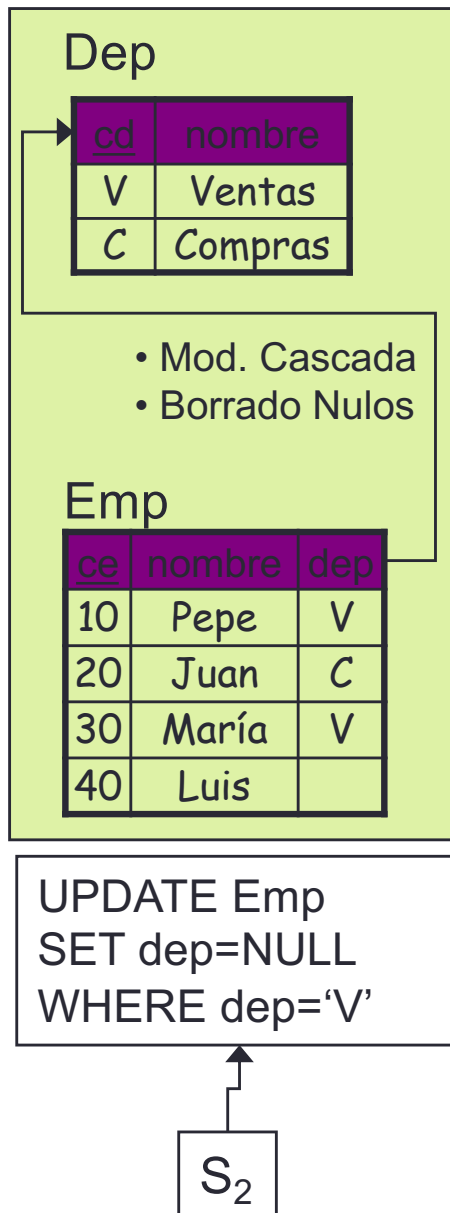 Dep
cd nombre
V Ventas
C Compras
• Mod. Cascada
• Borrado Nulos
Emp
ce nombre dep
10 Pepe V
20 Juan C
30 María V
40 Luis
UPDATE Emp
SET dep=NULL
WHERE dep=‘V’
S₂